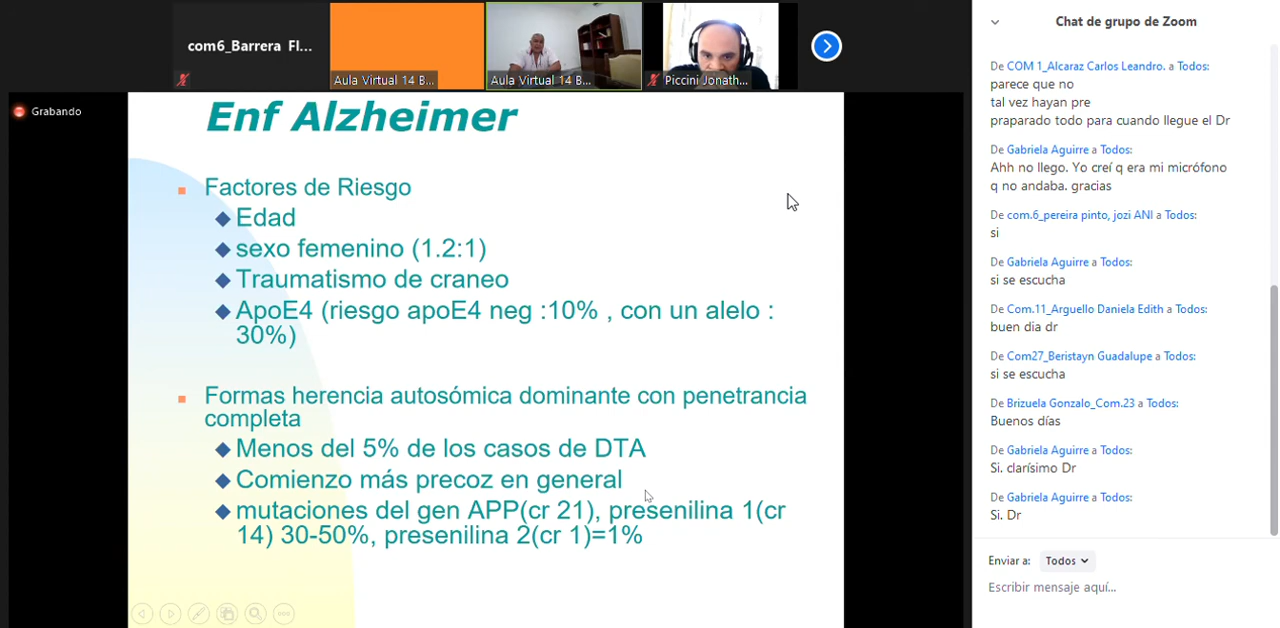 com6_Barrera Fl...
Aula Virtual 14 B...
Aula Virtual 14 B...
Piccini Jonath...
Grabando
Enf Alzheimer
Factores de Riesgo
Edad
sexo femenino (1.2:1)
Traumatismo de craneo
ApoE4 (riesgo apoE4 neg :10% , con un alelo :
30%)
Formas herencia autosómica dominante con penetrancia
completa
Menos del 5% de los casos de DTA
Comienzo más precoz en general
mutaciones del gen APP(cr 21), presenilina 1(cr
14) 30-50%, presenilina 2(cr 1)=1%
Chat de grupo de Zoom
De COM 1_Alcaraz Carlos Leandro. a Todos:
parece que no
tal vez hayan pre
praparado todo para cuando llegue el Dr
De Gabriela Aguirre a Todos:
Ahh no llego. Yo creí q era mi micrófono
q no andaba. gracias
De com.6_pereira pinto, jozi ANI a Todos:
si
De Gabriela Aguirre a Todos:
si se escucha
De Com.11_Arguello Daniela Edith a Todos:
buen dia dr
De Com27_Beristayn Guadalupe a Todos:
si se escucha
De Brizuela Gonzalo_Com.23 a Todos:
Buenos días
De Gabriela Aguirre a Todos:
Si. clarísimo Dr
De Gabriela Aguirre a Todos:
Si. Dr
Enviar a: Todos
Escribir mensaje aquí...